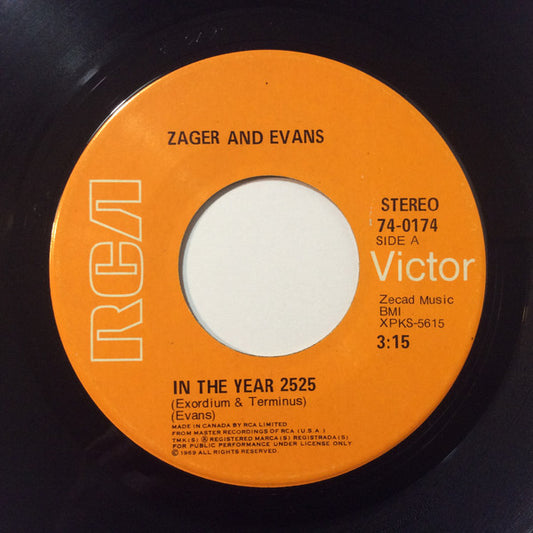 ZAGER AND EVANS
RCA
STEREO
74-0174
SIDE A
Victor
Zecad Music
BMI
XPKS-5615
3:15
IN THE YEAR 2525
(Exordium & Terminus)
(Evans)
MADE IN CANADA BY RCA LIMITED
FROM MASTER RECORDINGS OF RCA (U.S.A.)
TMK(S) ® REGISTERED MARCA(S) REGISTRADA(S)
FOR PUBLIC PERFORMANCE UNDER LICENSE ONLY
©1969 ALL RIGHTS RESERVED